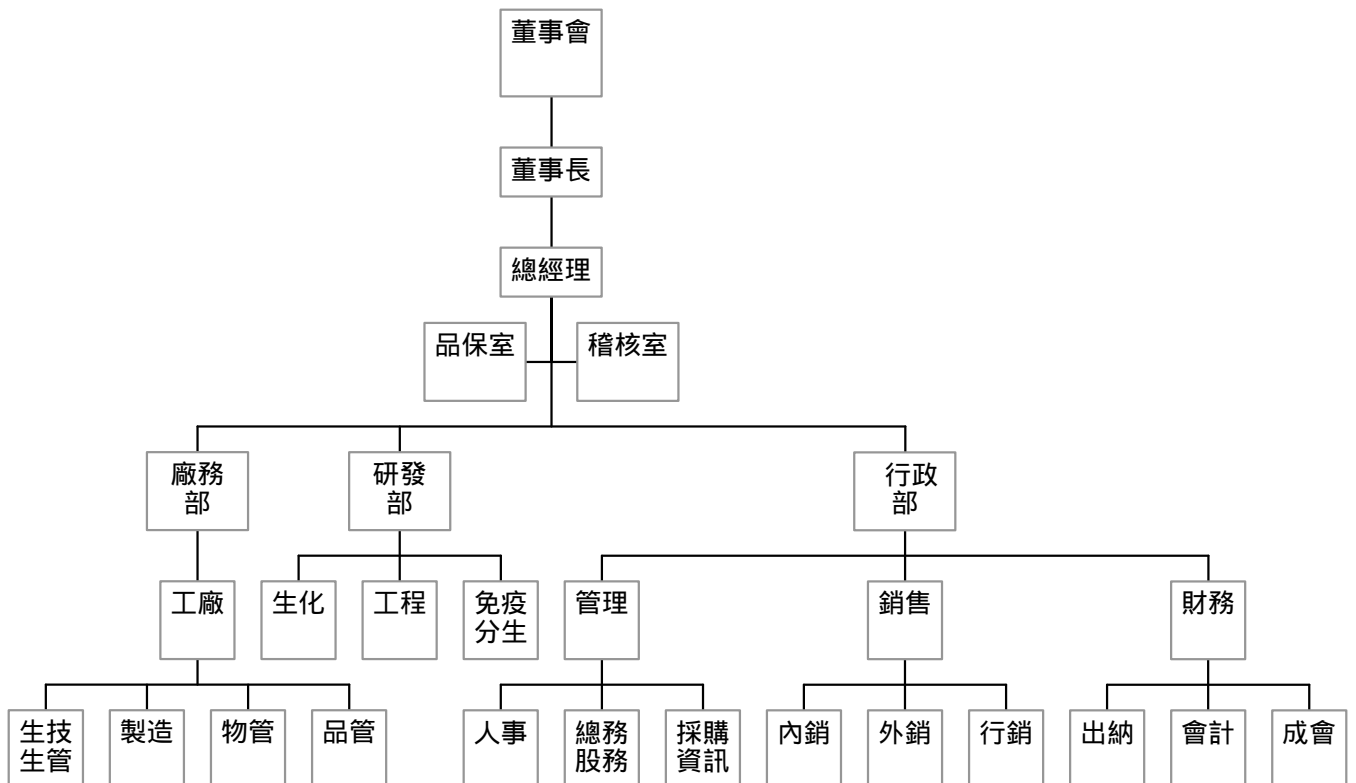 董事會
董事長
總經理
品保室
稽核室
廠務
部
研發
部
行政
部
工廠
生化
工程
免疫
分生
管理
銷售
財務
生技
生管
製造
物管
品管
人事
總務
股務
採購
資訊
內銷
外銷
行銷
出納
會計
成會